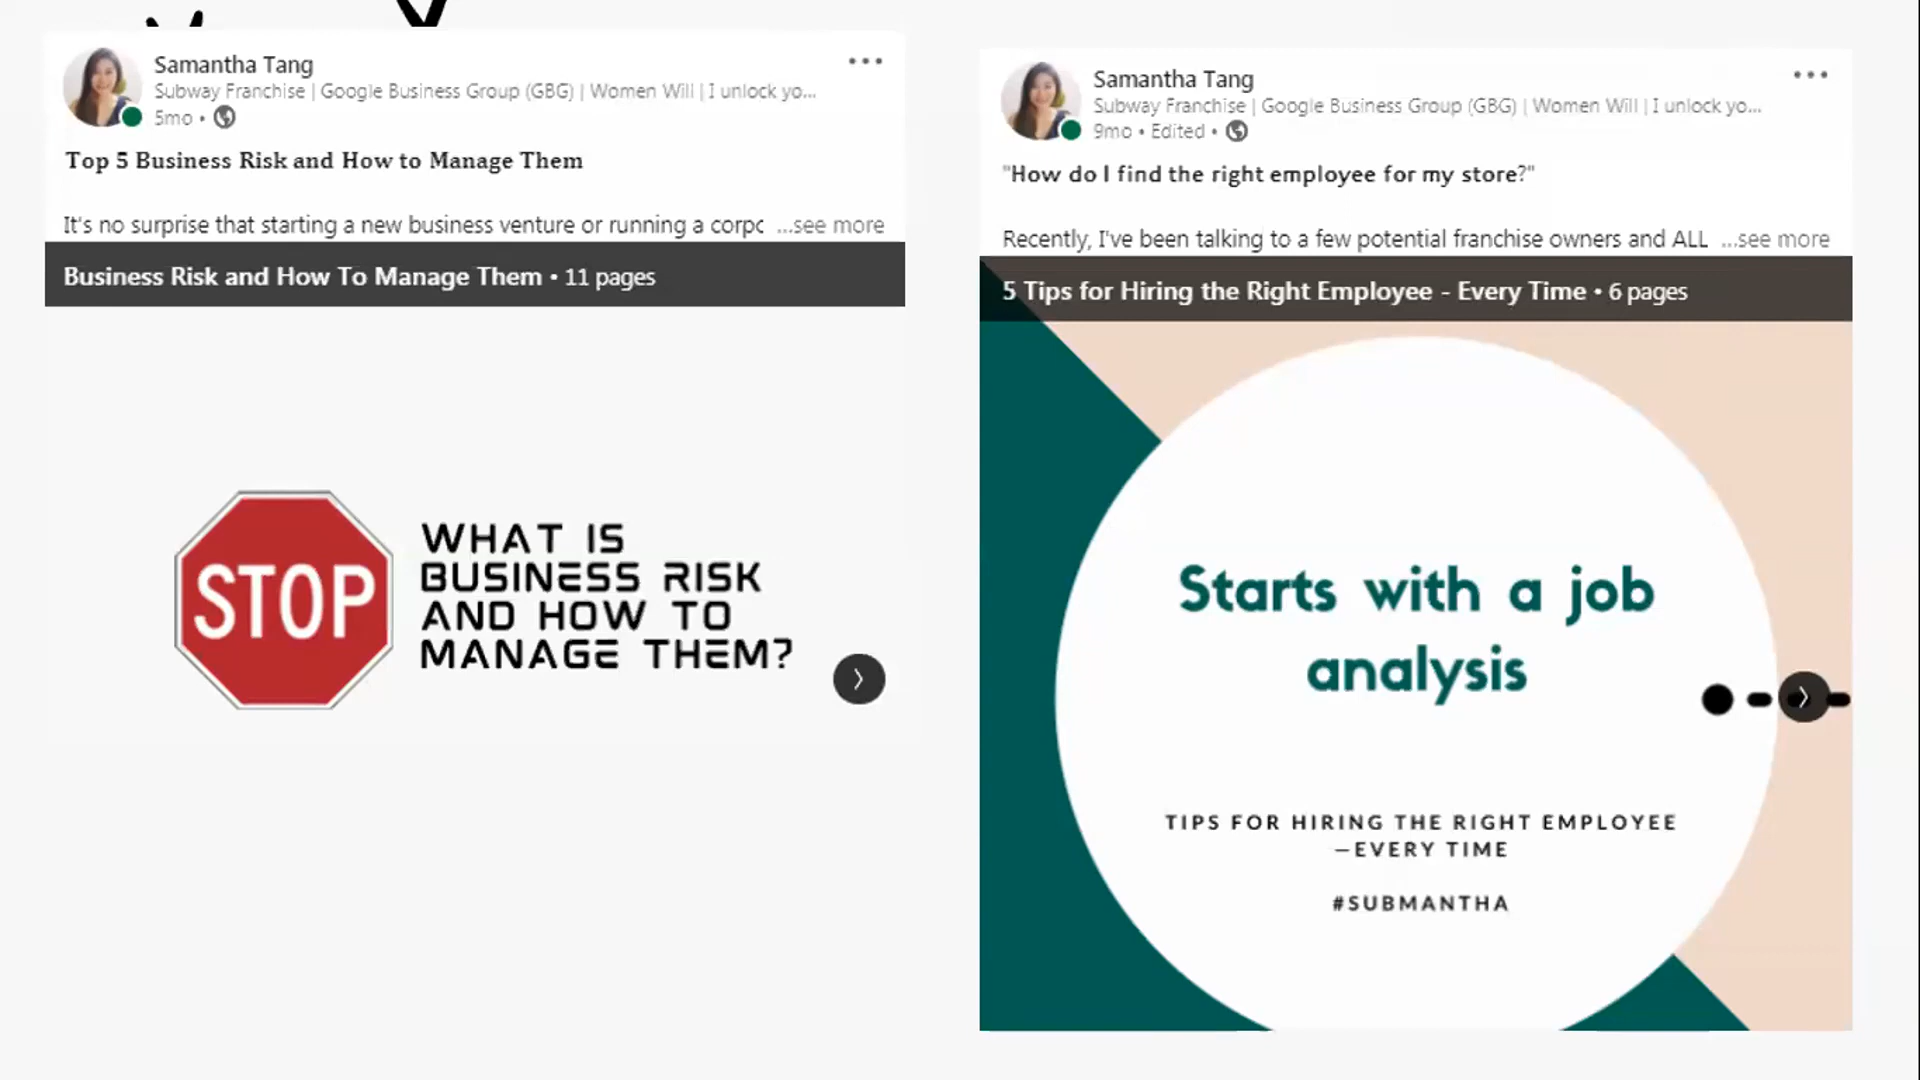 Samantha Tang
Subway Franchise | Google Business Group (GBG) | Women Will | I unlock yo...
5mo •
Top 5 Business Risk and How to Manage Them
It's no surprise that starting a new business venture or running a corpc ...see more
Business Risk and How To Manage Them • 11 pages
STOP
WHAT IS
BUSINESS RISK
AND HOW TO
MANAGE THEM?
Samantha Tang
Subway Franchise | Google Business Group (GBG) | Women Will | I unlock yo...
9mo • Edited •
"How do I find the right employee for my store?"
Recently, I've been talking to a few potential franchise owners and ALL ...see more
5 Tips for Hiring the Right Employee - Every Time • 6 pages
Starts with a job
analysis
TIPS FOR HIRING THE RIGHT EMPLOYEE
—EVERY TIME
#SUBMANTHA